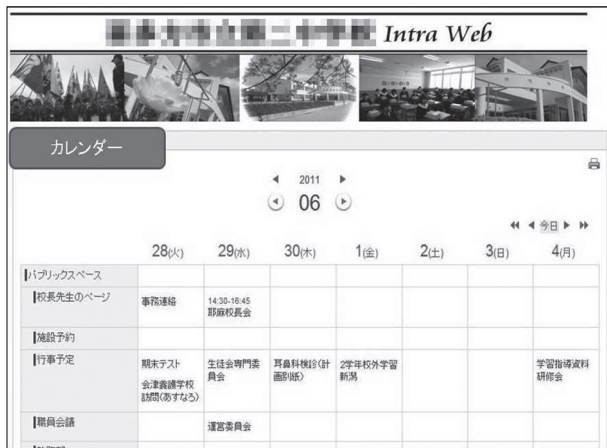 Intra Web
カレンダー
2011
06
今日
28(火) 29(水) 30(木) 1(金) 2(土) 3(日) 4(月)
パブリックスペース
校長先生のページ 事務連絡 14:30-16:45
耶麻校長会
施設予約
行事予定 期末テスト 生徒会専門委 耳鼻科検診(計 2学年校外学習 学習指導資料
員会 画別紙) 新潟 研修会
会津養護学校
訪問(あすなろ)
職員会議 運営委員会